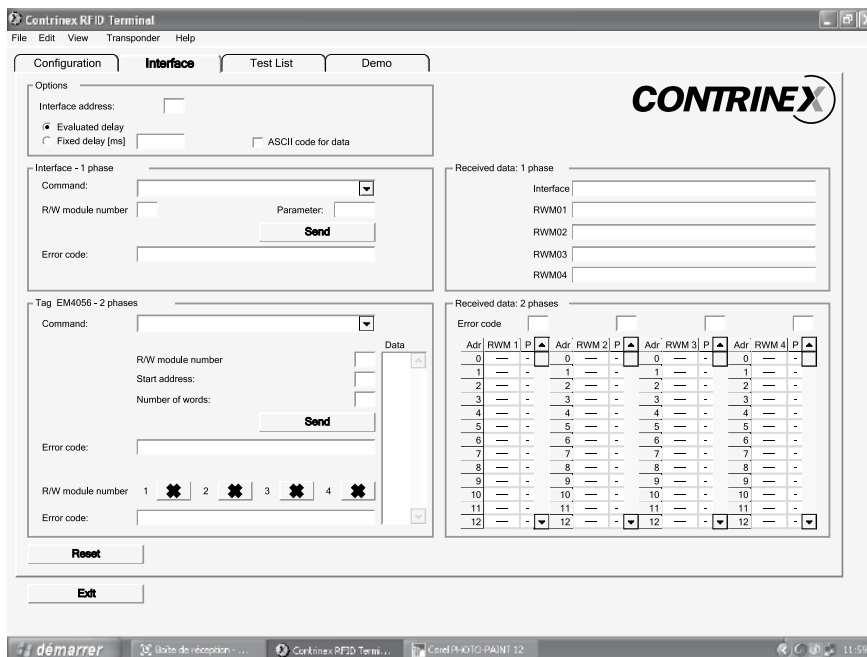 Contrinex RFID Terminal
File Edit View Transponder Help
Configuration Interface Test List Demo
Options
Interface address:
Evaluated delay
Fixed delay [ms]
ASCII code for data
CONTRINEX
Interface - 1 phase
Command:
R/W module number Parameter:
Send
Error code:
Received data: 1 phase
Interface
RWM01
RWM02
RWM03
RWM04
Tag EM4056 - 2 phases
Command:
Data
R/W module number
Start address:
Number of words:
Send
Error code:
R/W module number 1 2 3 4
Error code:
Received data: 2 phases
Error code
Adr RWM 1 P Adr RWM 2 P Adr RWM 3 P Adr RWM 4 P
0 — - 0 — - 0 — - 0 — -
1 — - 1 — - 1 — - 1 — -
2 — - 2 — - 2 — - 2 — -
3 — - 3 — - 3 — - 3 — -
4 — - 4 — - 4 — - 4 — -
5 — - 5 — - 5 — - 5 — -
6 — - 6 — - 6 — - 6 — -
7 — - 7 — - 7 — - 7 — -
8 — - 8 — - 8 — - 8 — -
9 — - 9 — - 9 — - 9 — -
10 — - 10 — - 10 — - 10 — -
11 — - 11 — - 11 — - 11 — -
12 — - 12 — - 12 — - 12 — -
Reset
Exit
démarrer Boîte de réception - ... Contrinex RFID Termi... Corel PHOTO-PAINT 12 11:59